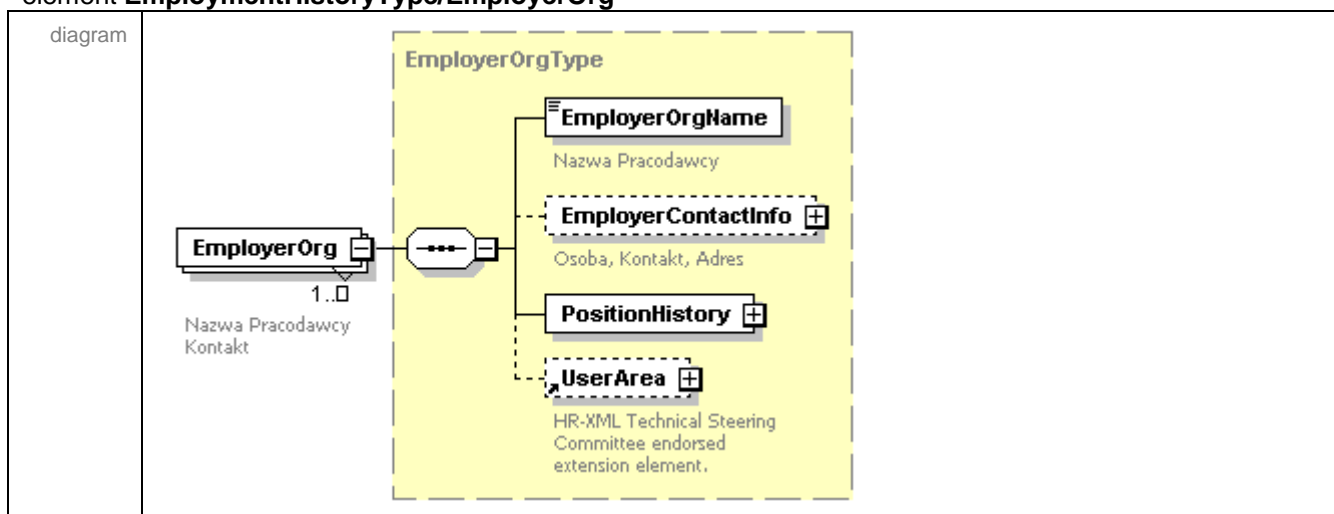 element EmploymentHistoryType/EmployerOrg
diagram
EmployerOrgType
EmployerOrgName
Nazwa Pracodawcy
EmployerContactInfo
Osoba, Kontakt, Adres
EmployerOrg
1..
Nazwa Pracodawcy
Kontakt
PositionHistory
UserArea
HR-XML Technical Steering
Committee endorsed
extension element.